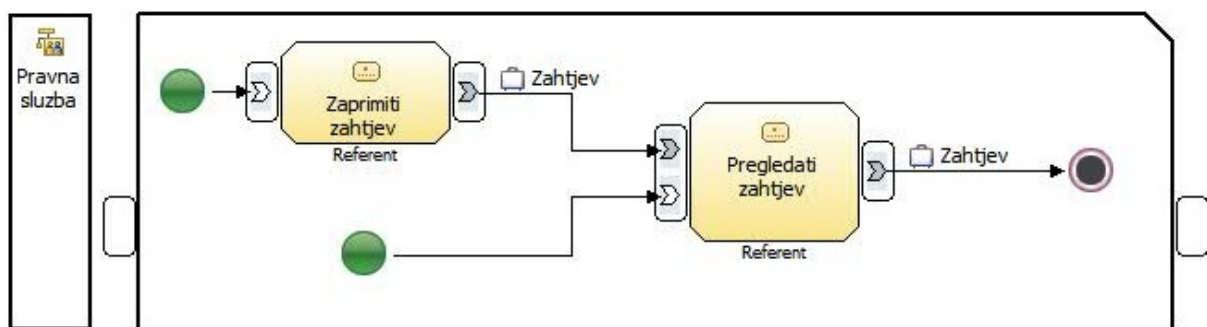 Pravna
sluzba
Zaprimiti
zahtjev
Referent
Zahtjev
Pregledati
zahtjev
Referent
Zahtjev